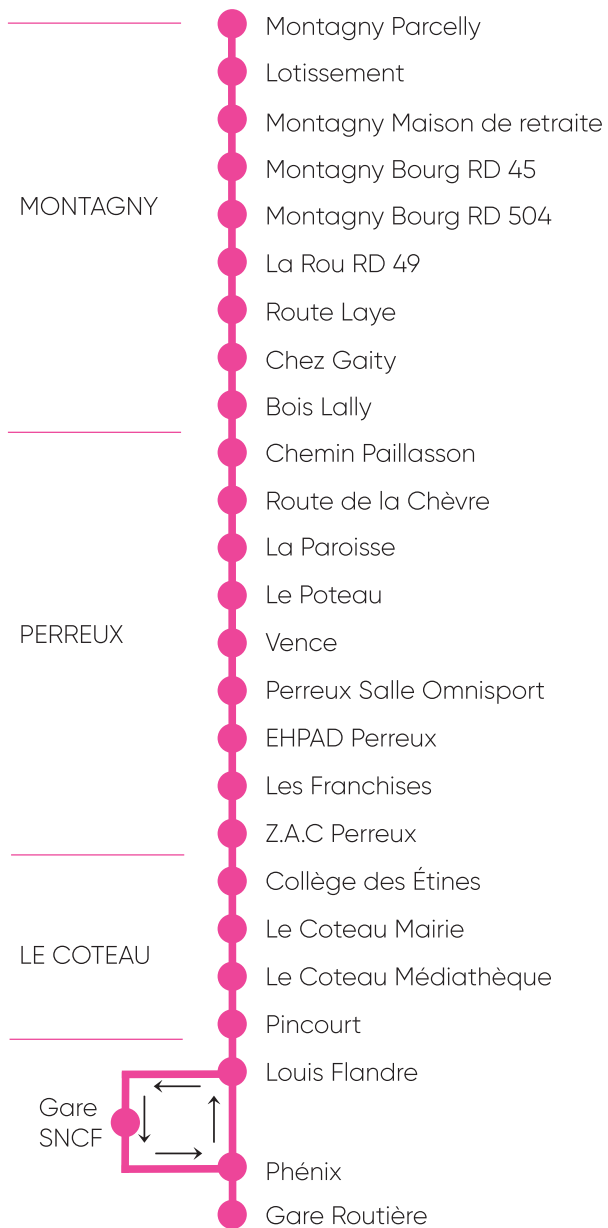 Montagny Parcelly
Lotissement
Montagny Maison de retraite
Montagny Bourg RD 45
MONTAGNY
Montagny Bourg RD 504
La Rou RD 49
Route Laye
Chez Gaity
Bois Lally
Chemin Paillasson
Route de la Chèvre
La Paroisse
Le Poteau
PERREUX
Vence
Perreux Salle Omnisport
EHPAD Perreux
Les Franchises
Z.A.C Perreux
Collège des Étines
Le Coteau Mairie
LE COTEAU
Le Coteau Médiathèque
Pincourt
Louis Flandre
Gare
SNCF
Phénix
Gare Routière